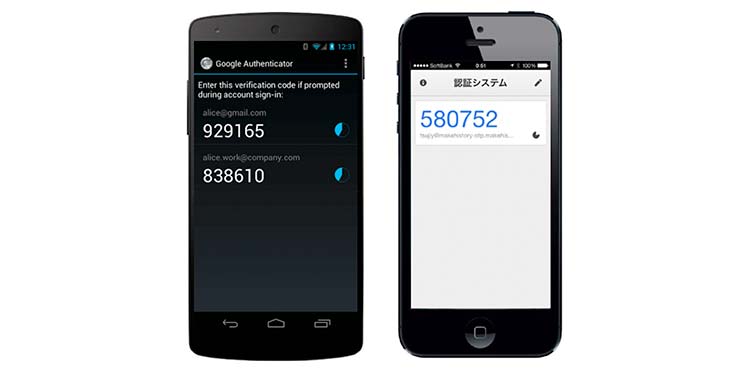 12:31
Google Authenticator
Enter this verification code if prompted
during account sign-in:
alice@gmail.com
929165
alice.work@company.com
838610
SoftBank
0:51
100%
認証システム
580752